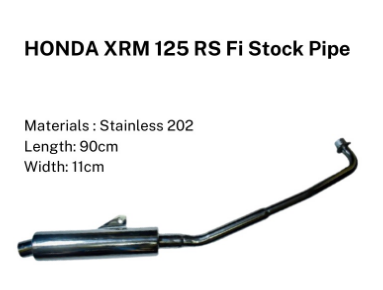 HONDA XRM 125 RS Fi Stock Pipe
Materials : Stainless 202
Length: 90cm
Width: 11cm